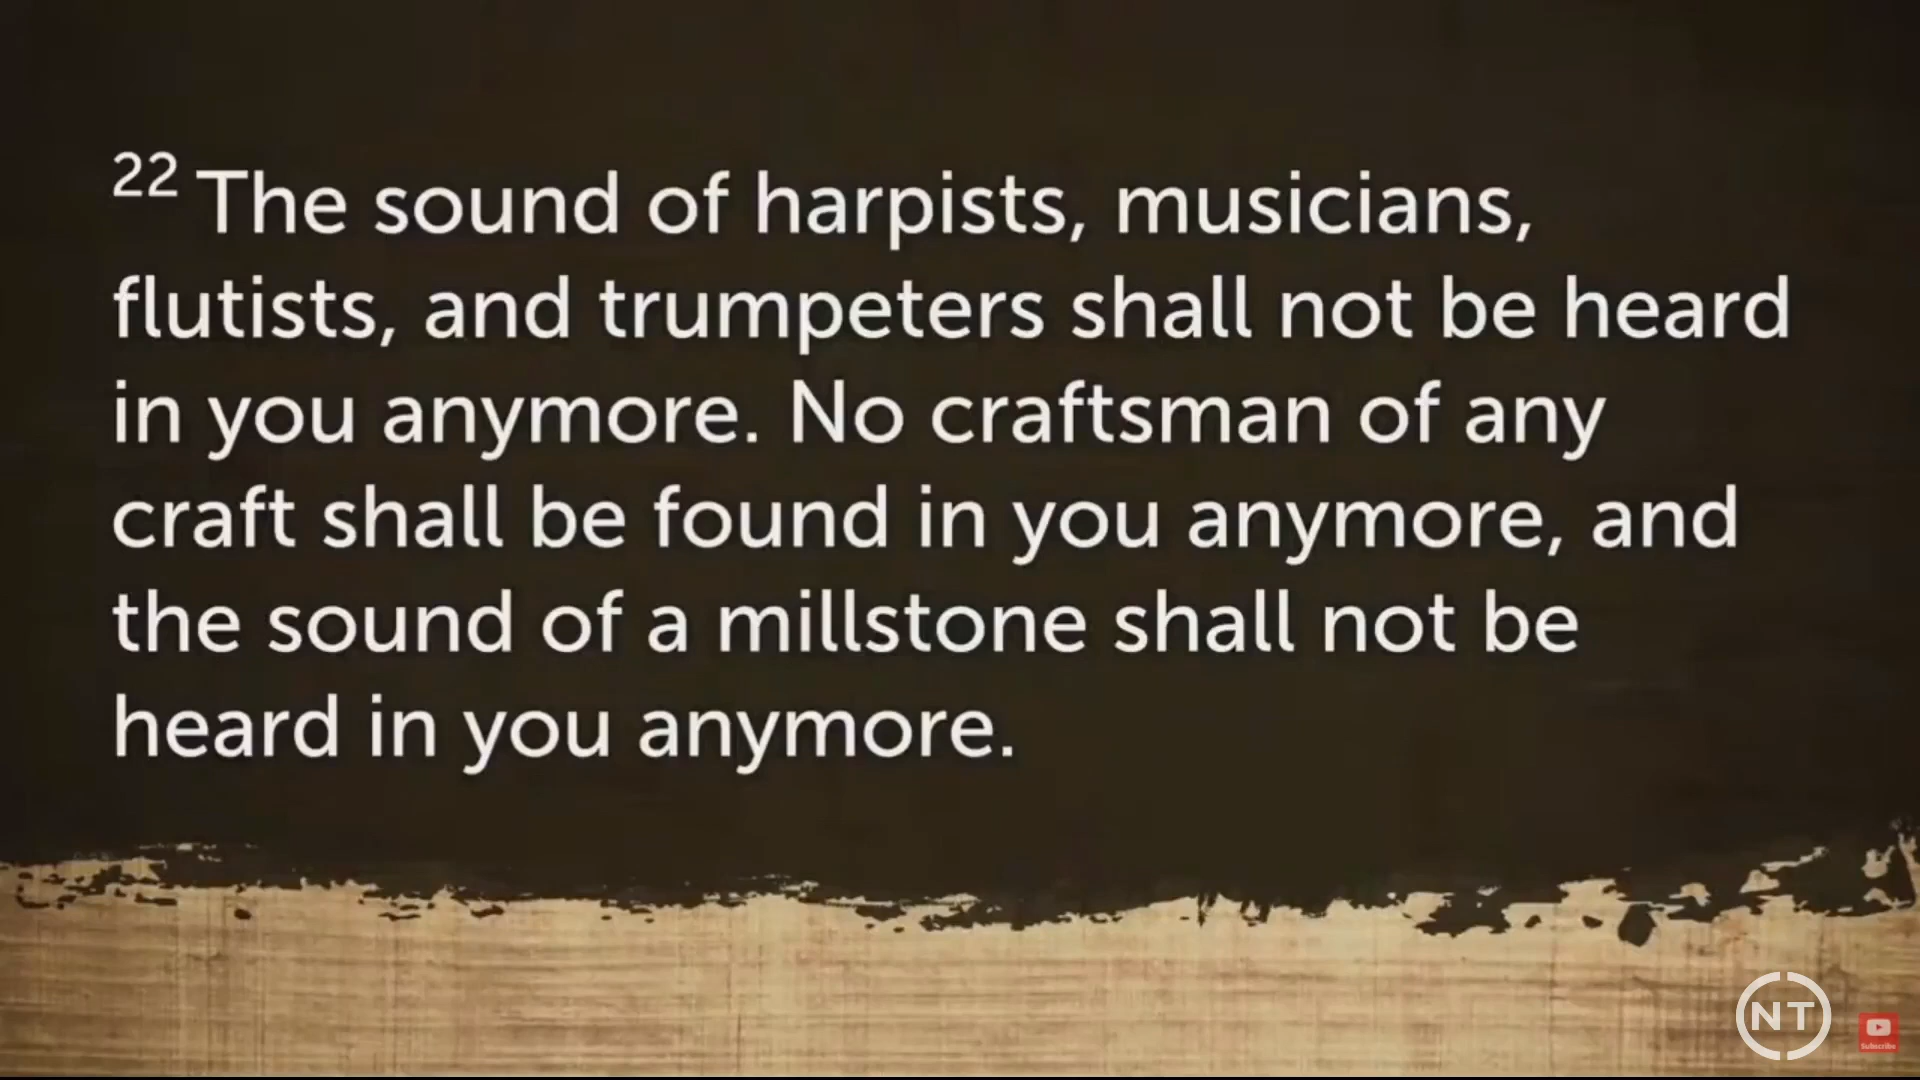 22 The sound of harpists, musicians,
flutists, and trumpeters shall not be heard
in you anymore. No craftsman of any
craft shall be found in you anymore, and
the sound of a millstone shall not be
heard in you anymore.
NT
Subscribe